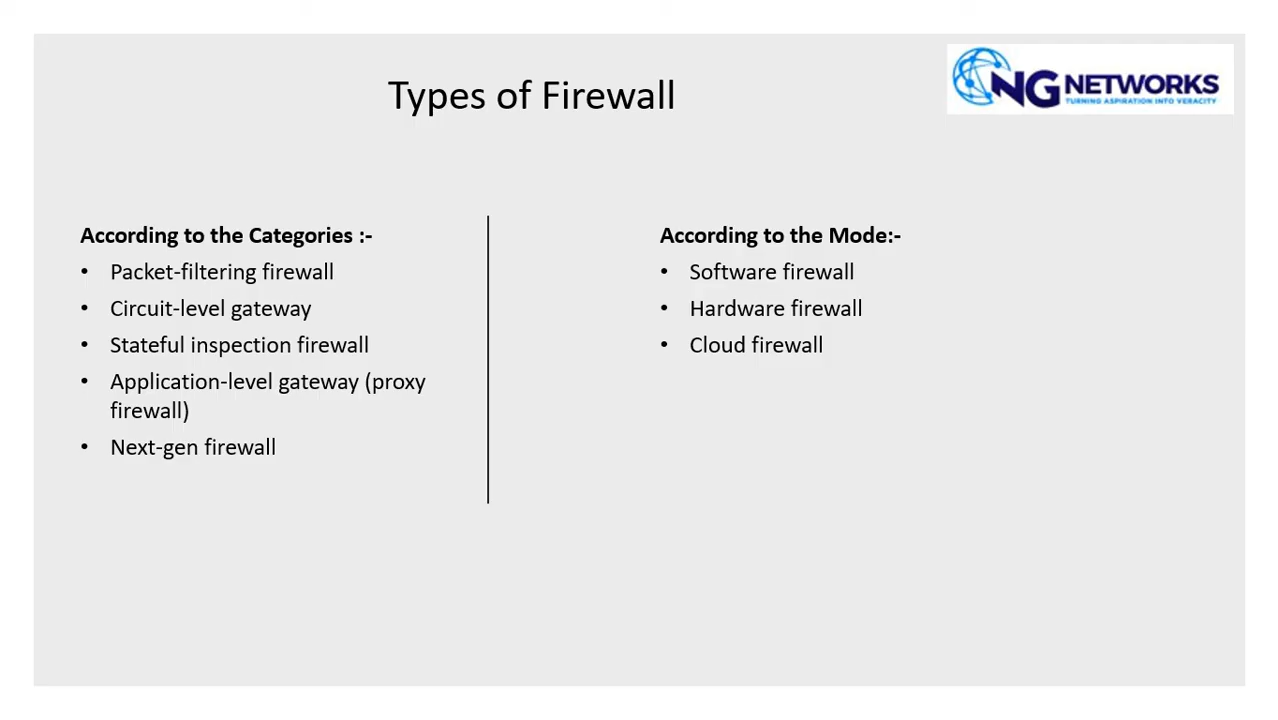 Types of Firewall
NG NETWORKS
TURNING ASPIRATION INTO VERACITY
According to the Categories :-
• Packet-filtering firewall
• Circuit-level gateway
• Stateful inspection firewall
• Application-level gateway (proxy
firewall)
• Next-gen firewall
According to the Mode:-
• Software firewall
• Hardware firewall
• Cloud firewall